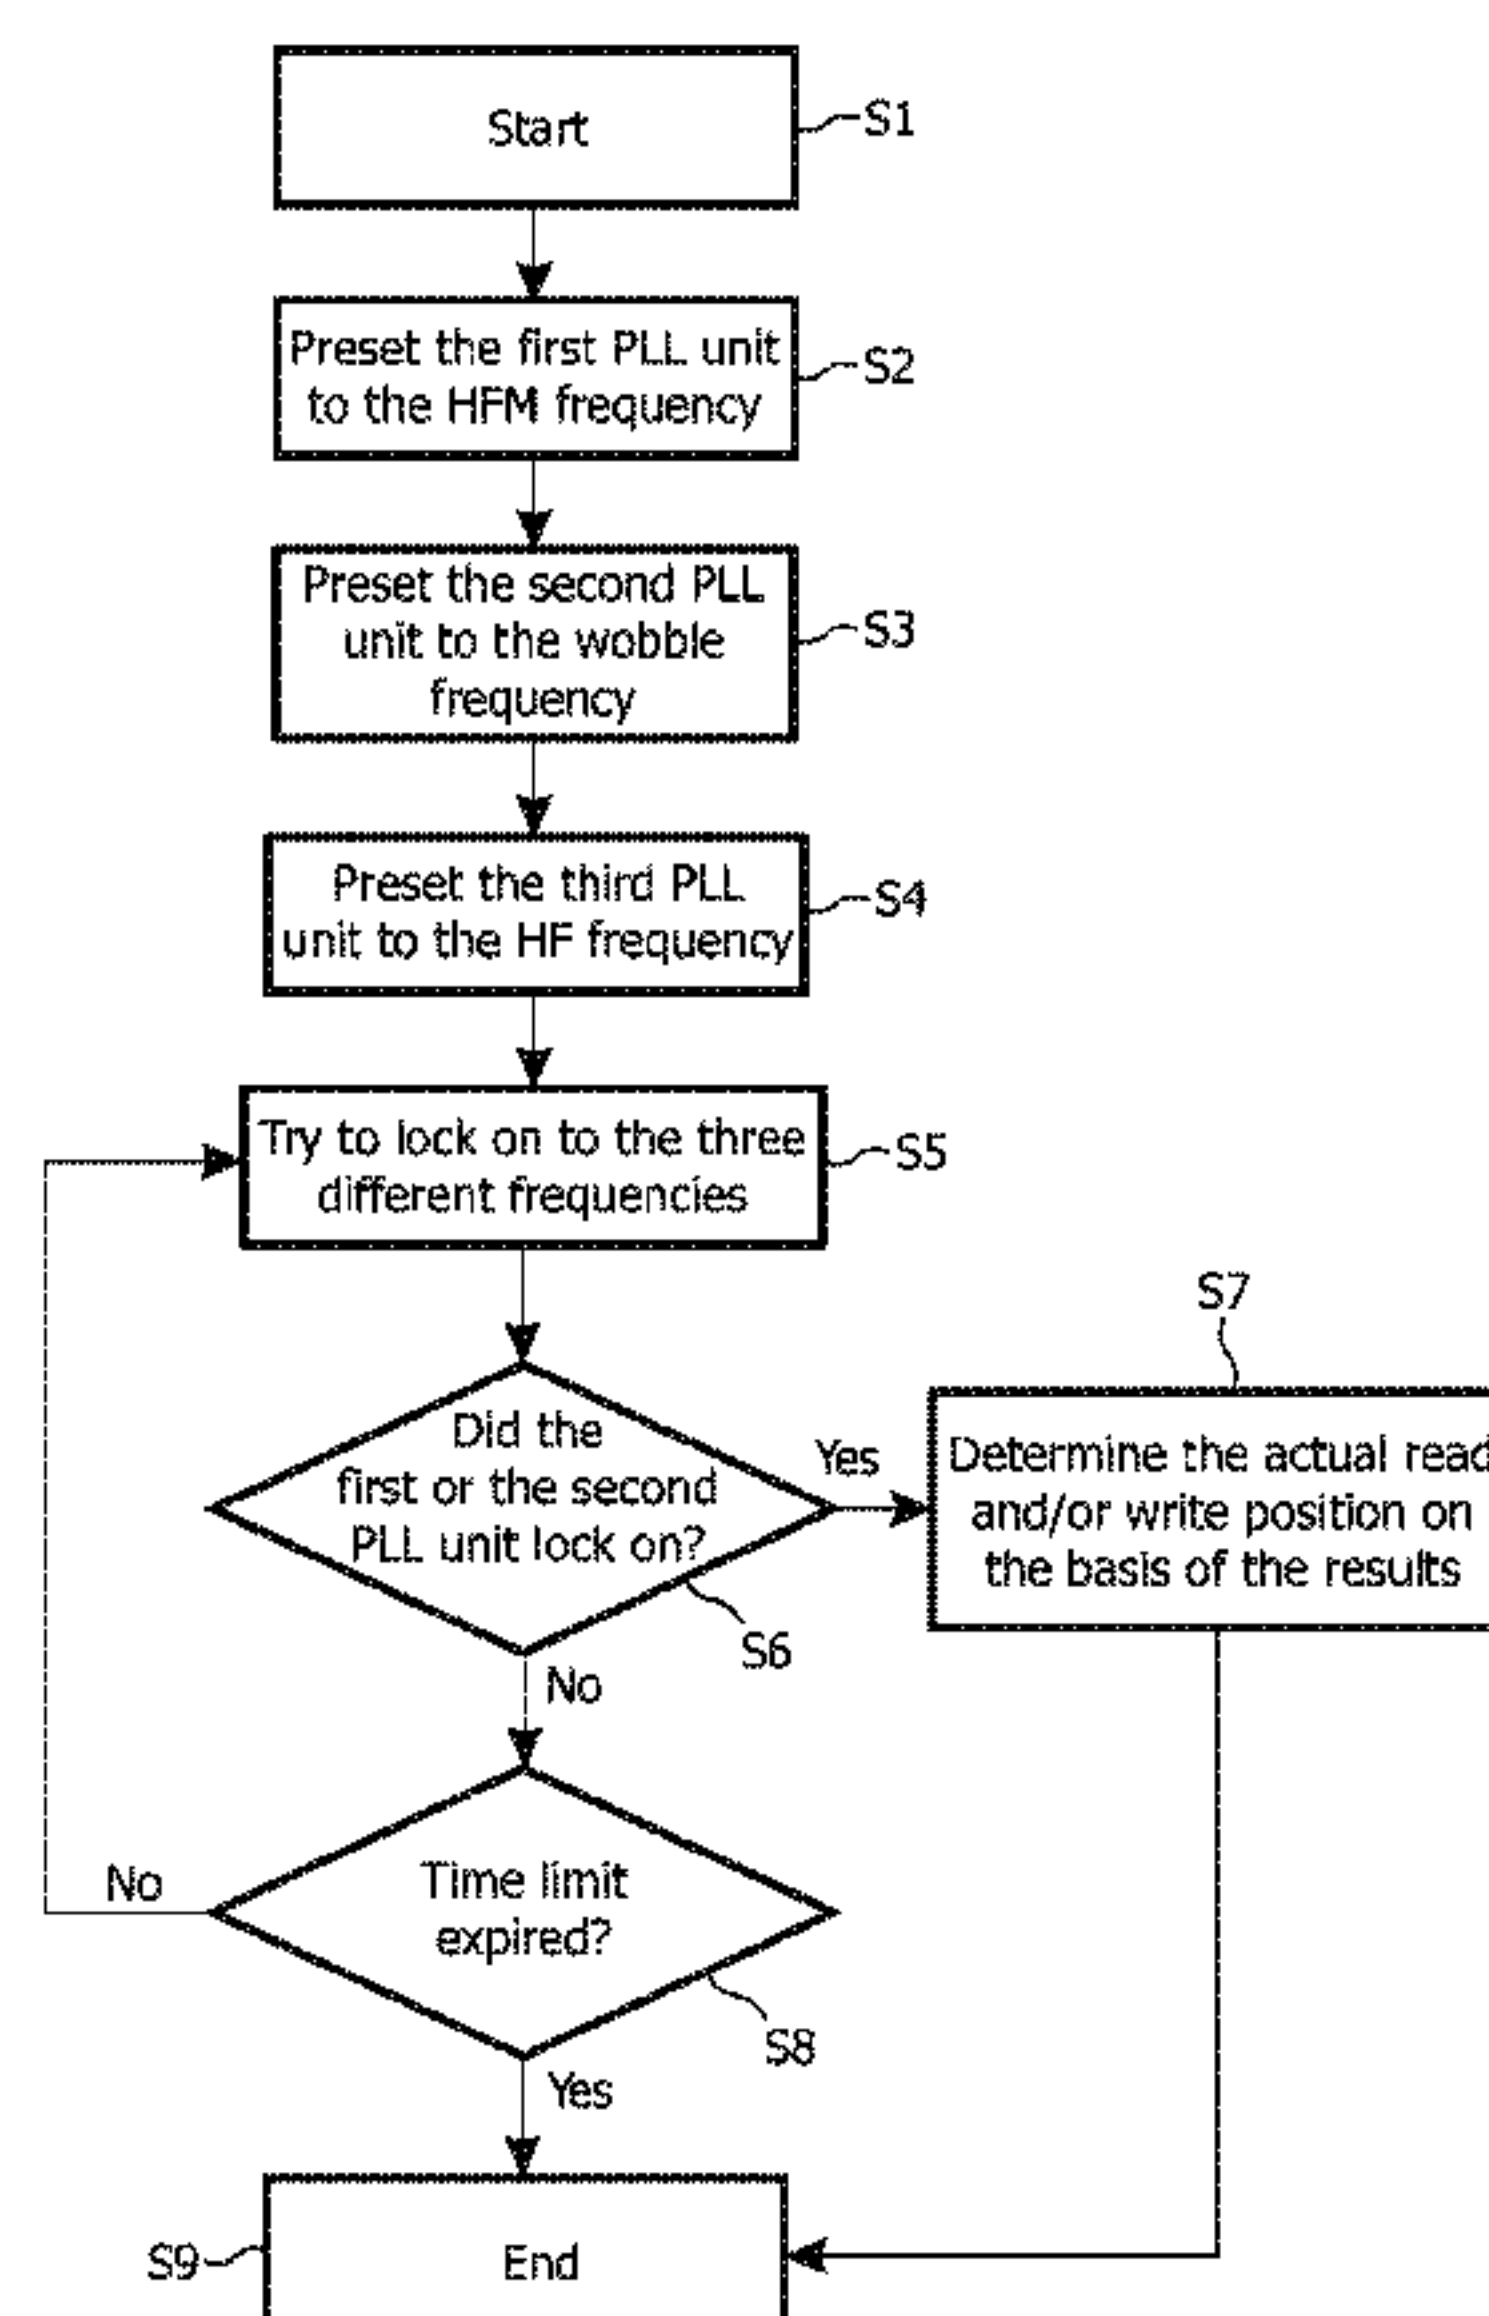 Start
S1
Preset the first PLL unit
to the HFM frequency
S2
Preset the second PLL
unit to the wobble
frequency
S3
Preset the third PLL
unit to the HF frequency
S4
Try to lock on to the three
different frequencies
S5
Did the
first or the second
PLL unit lock on?
S6
Yes
S7
Determine the actual read
and/or write position on
the basis of the results
No
Time limit
expired?
No
S8
Yes
S9
End